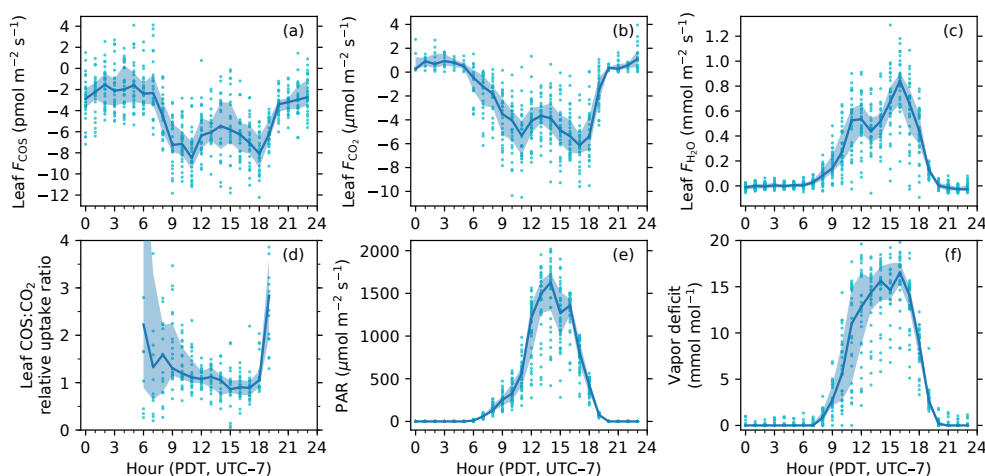 (a)
Leaf F_COS (pmol m⁻² s⁻¹)
4
2
0
−2
−4
−6
−8
−10
−12
0 3 6 9 12 15 18 21 24
(b)
Leaf F_CO₂ (μmol m⁻² s⁻¹)
4
2
0
−2
−4
−6
−8
−10
0 3 6 9 12 15 18 21 24
(c)
Leaf F_H₂O (mmol m⁻² s⁻¹)
1.2
1.0
0.8
0.6
0.4
0.2
0.0
0 3 6 9 12 15 18 21 24
(d)
Leaf COS:CO₂
relative uptake ratio
4
3
2
1
0
0 3 6 9 12 15 18 21 24
Hour (PDT, UTC–7)
(e)
PAR (μmol m⁻² s⁻¹)
2000
1500
1000
500
0
0 3 6 9 12 15 18 21 24
Hour (PDT, UTC–7)
(f)
Vapor deficit
(mmol mol⁻¹)
20
15
10
5
0
0 3 6 9 12 15 18 21 24
Hour (PDT, UTC–7)